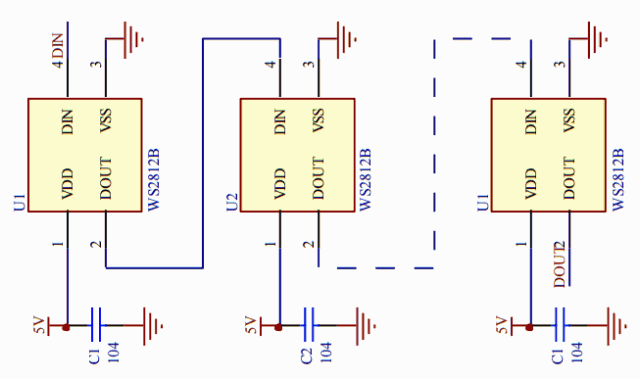 4 DIN
3
DIN
VSS
VDD
DOUT
U1
WS2812B
1
2
5V
C1
104
4
3
DIN
VSS
VDD
DOUT
U2
WS2812B
1
2
5V
C2
104
4
3
DIN
VSS
VDD
DOUT
U1
WS2812B
1
DOUT 2
5V
C1
104